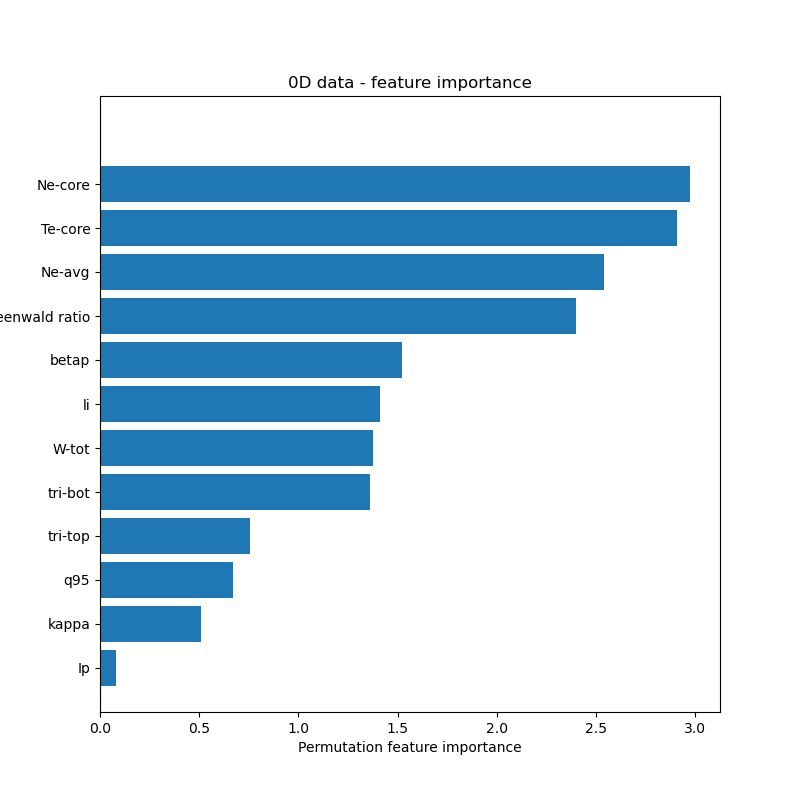 0D data - feature importance
Ne-core
Te-core
Ne-avg
eenwald ratio
betap
li
W-tot
tri-bot
tri-top
q95
kappa
Ip
0.0 0.5 1.0 1.5 2.0 2.5 3.0
Permutation feature importance